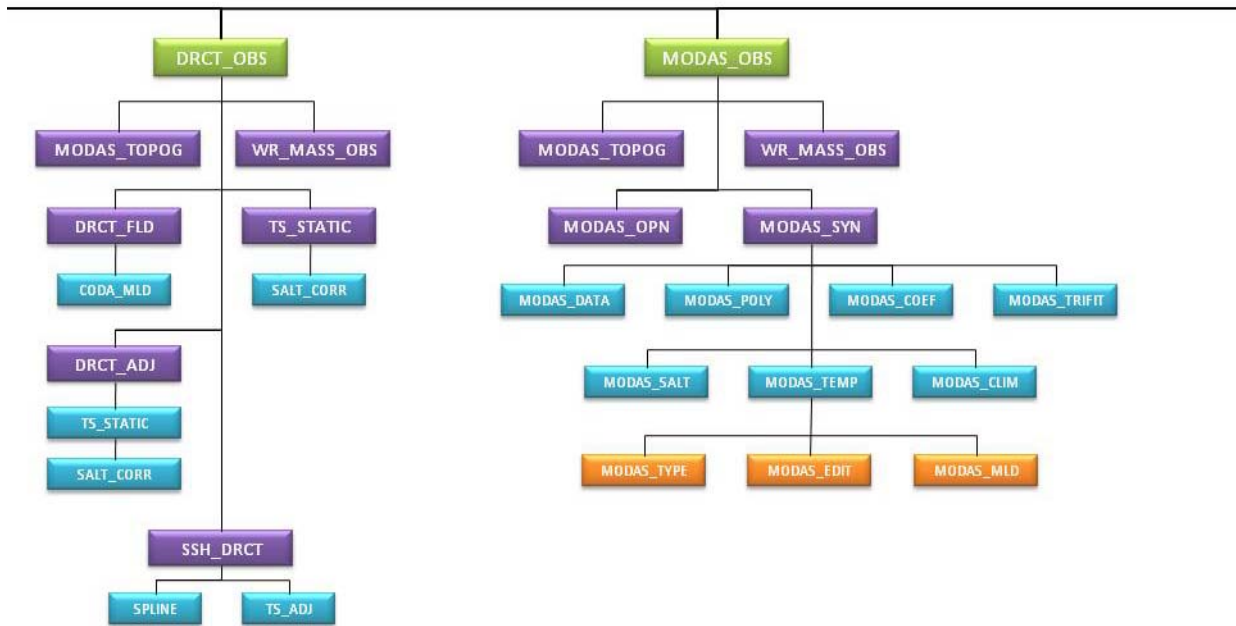 DRCT_OBS
MODAS_OBS
MODAS_TOPOG
WR_MASS_OBS
MODAS_TOPOG
WR_MASS_OBS
DRCT_FLD
TS_STATIC
MODAS_OPN
MODAS_SYN
CODA_MLD
SALT_CORR
MODAS_DATA
MODAS_POLY
MODAS_COEF
MODAS_TRIFIT
DRCT_ADJ
MODAS_SALT
MODAS_TEMP
MODAS_CLIM
TS_STATIC
SALT_CORR
MODAS_TYPE
MODAS_EDIT
MODAS_MLD
SSH_DRCT
SPLINE
TS_ADJ